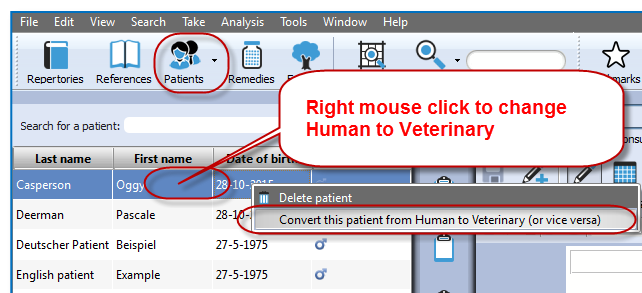 File Edit View Search Take Analysis Tools Window Help
Repertories References Patients Remedies
Right mouse click to change
Human to Veterinary
Search for a patient:
Last name First name Date of birt
Casperson Oggy 28-10-2015
Delete patient
Deerman Pascale 28-10-
Convert this patient from Human to Veterinary (or vice versa)
Deutscher Patient Beispiel 27-5-1975
English patient Example 27-5-1975